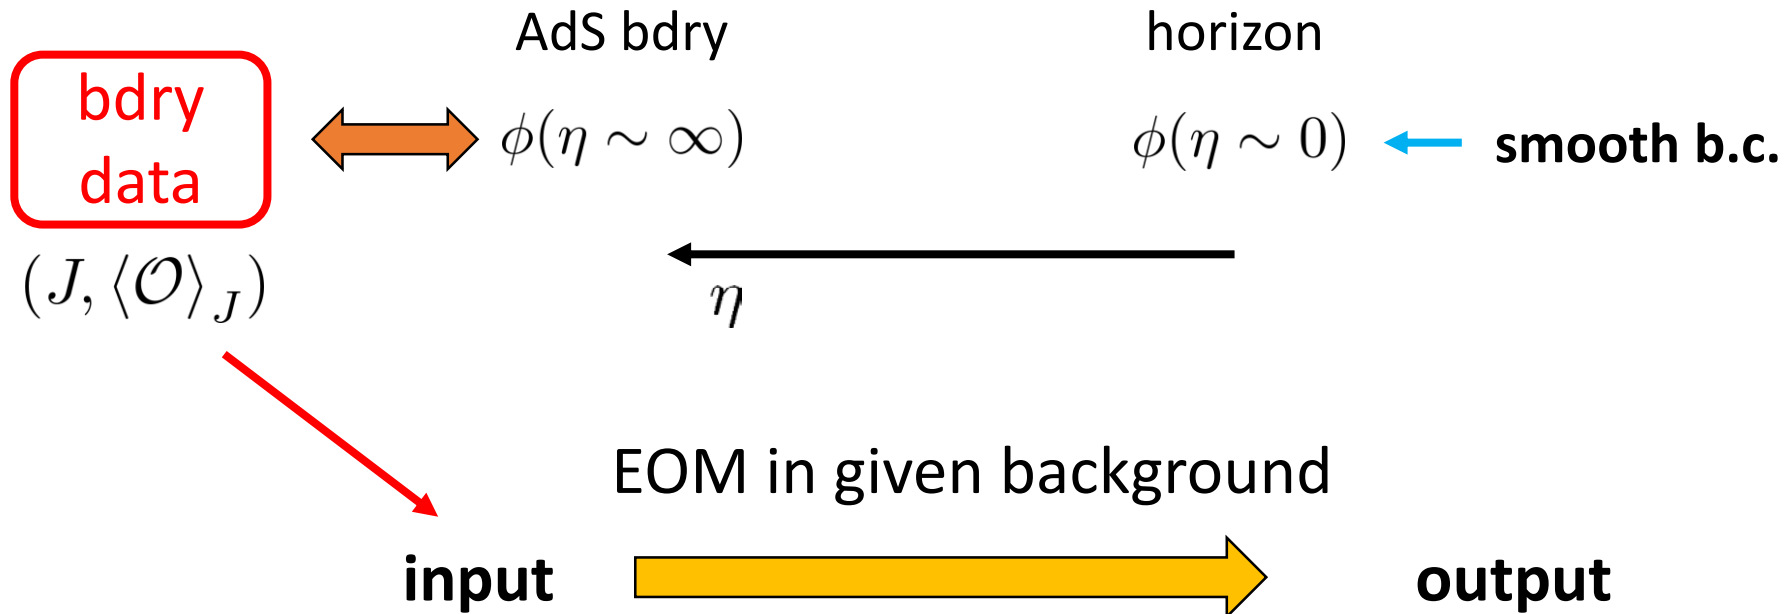 AdS bdry
horizon
bdry
data
ϕ(η ∼ ∞)
ϕ(η ∼ 0)
smooth b.c.
(J, ⟨𝒪⟩_J)
η
EOM in given background
input
output